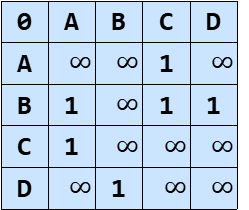 0 A B C D
A ∞ ∞ 1 ∞
B 1 ∞ 1 1
C 1 ∞ ∞ ∞
D ∞ 1 ∞ ∞